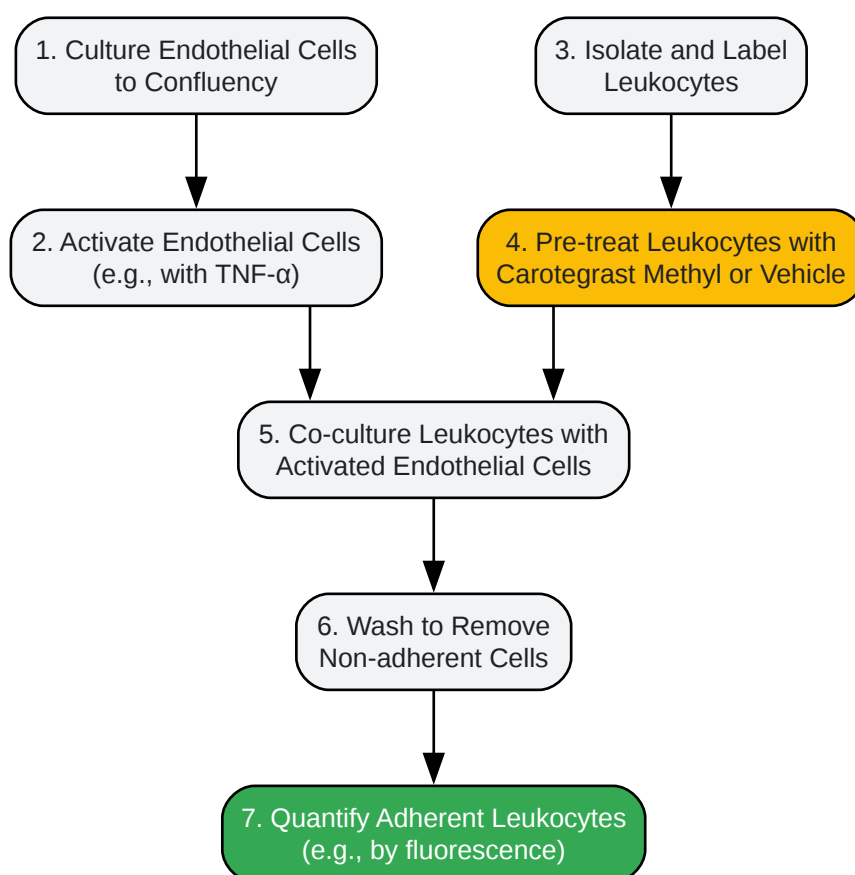 1. Culture Endothelial Cells
to Confluency
3. Isolate and Label
Leukocytes
2. Activate Endothelial Cells
(e.g., with TNF-α)
4. Pre-treat Leukocytes with
Carotegrast Methyl or Vehicle
5. Co-culture Leukocytes with
Activated Endothelial Cells
6. Wash to Remove
Non-adherent Cells
7. Quantify Adherent Leukocytes
(e.g., by fluorescence)